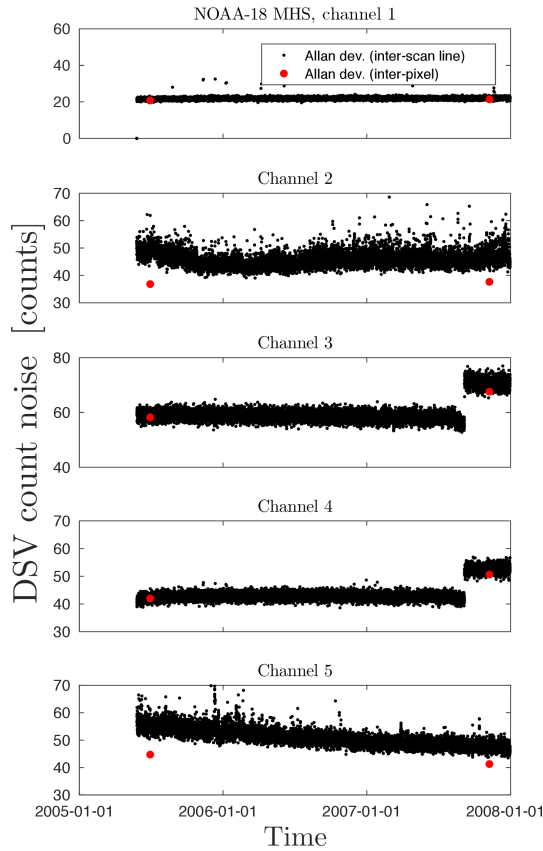 NOAA-18 MHS, channel 1
60
40
20
0
Allan dev. (inter-scan line)
Allan dev. (inter-pixel)
Channel 2
70
60
50
40
30
Channel 3
80
60
40
Channel 4
70
60
50
40
30
Channel 5
70
60
50
40
30
2005-01-01 2006-01-01 2007-01-01 2008-01-01
Time
DSV count noise [counts]